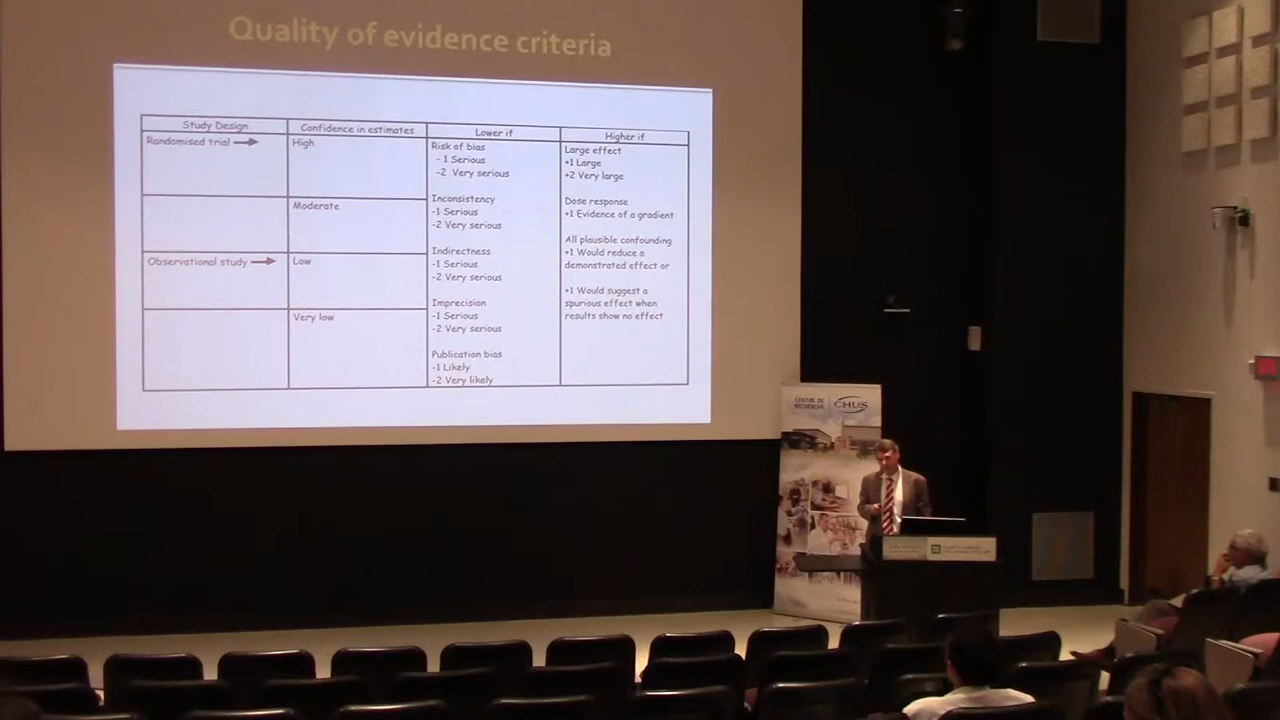 Quality of evidence criteria
Study Design
Confidence in estimates
Lower if
Higher if
Randomised trial
High
Moderate
Observational study
Low
Very low
Risk of bias
- 1 Serious
-2 Very serious
Inconsistency
-1 Serious
-2 Very serious
Indirectness
-1 Serious
-2 Very serious
Imprecision
-1 Serious
-2 Very serious
Publication bias
-1 Likely
-2 Very likely
Large effect
+1 Large
+2 Very large
Dose response
+1 Evidence of a gradient
All plausible confounding
+1 Would reduce a
demonstrated effect or
+1 Would suggest a
spurious effect when
results show no effect
CENTRE DE
RECHERCHE
CHUS